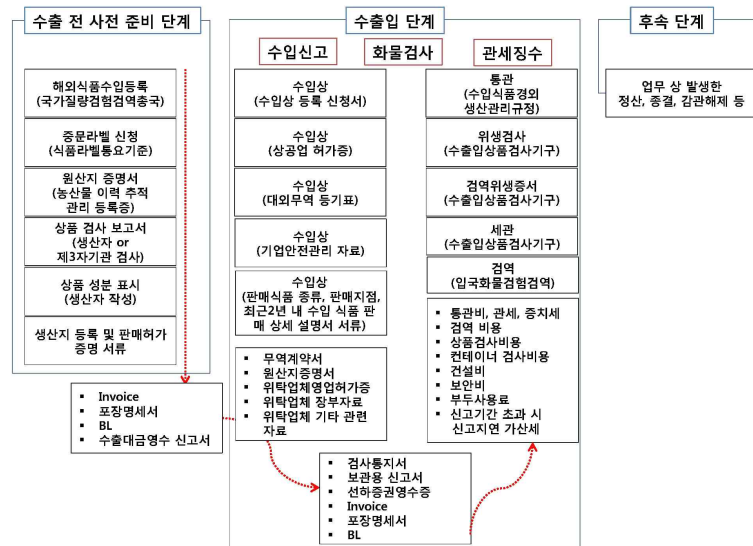 수출 전 사전 준비 단계
해외식품수입등록
(국가질량검험검역총국)
중문라벨 신청
(식품라벨통요기준)
원산지 증명서
(농산물 이력 추적
관리 등록증)
상품 검사 보고서
(생산자 or
제3자기관 검사)
상품 성분 표시
(생산자 작성)
생산지 등록 및 판매허가
증명 서류
▪ Invoice
▪ 포장명세서
▪ BL
▪ 수출대금영수 신고서
수출입 단계
수입신고
화물검사
관세징수
수입상
(수입상 등록 신청서)
수입상
(상공업 허가증)
수입상
(대외무역 등기표)
수입상
(기업안전관리 자료)
수입상
(판매식품 종류, 판매지점,
최근2년 내 수입 식품 판
매 상세 설명서 서류)
▪ 무역계약서
▪ 원산지증명서
▪ 위탁업체영업허가증
▪ 위탁업체 장부자료
▪ 위탁업체 기타 관련
자료
▪ 검사통지서
▪ 보관용 신고서
▪ 선하증권영수증
▪ Invoice
▪ 포장명세서
▪ BL
통관
(수입식품경외
생산관리규정)
위생검사
(수출입상품검사기구)
검역위생증서
(수출입상품검사기구)
세관
(수출입상품검사기구)
검역
(입국화물검험검역)
▪ 통관비, 관세, 증치세
▪ 검역 비용
▪ 상품검사비용
▪ 컨테이너 검사비용
▪ 건설비
▪ 보안비
▪ 부두사용료
▪ 신고기간 초과 시
신고지연 가산세
후속 단계
업무 상 발생한
정산, 종결, 감관해제 등